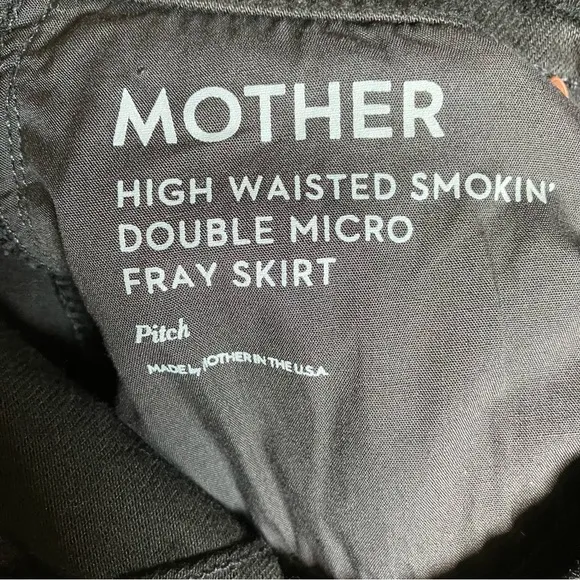 MOTHER
HIGH WAISTED SMOKIN'
DOUBLE MICRO
FRAY SKIRT
Pitch
MADE by MOTHER IN THE U.S.A.